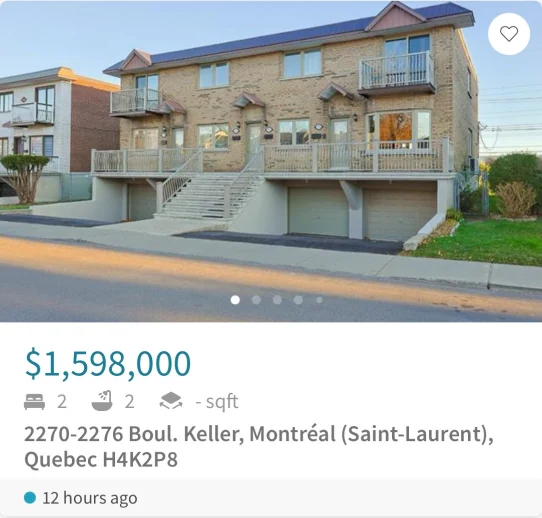 $1,598,000
2 2 - sqft
2270-2276 Boul. Keller, Montréal (Saint-Laurent),
Quebec H4K2P8
12 hours ago